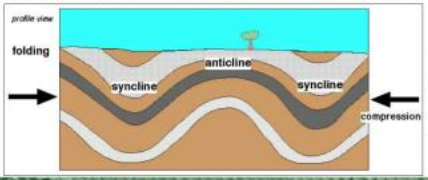 profile view
folding
anticline
syncline
syncline
compression